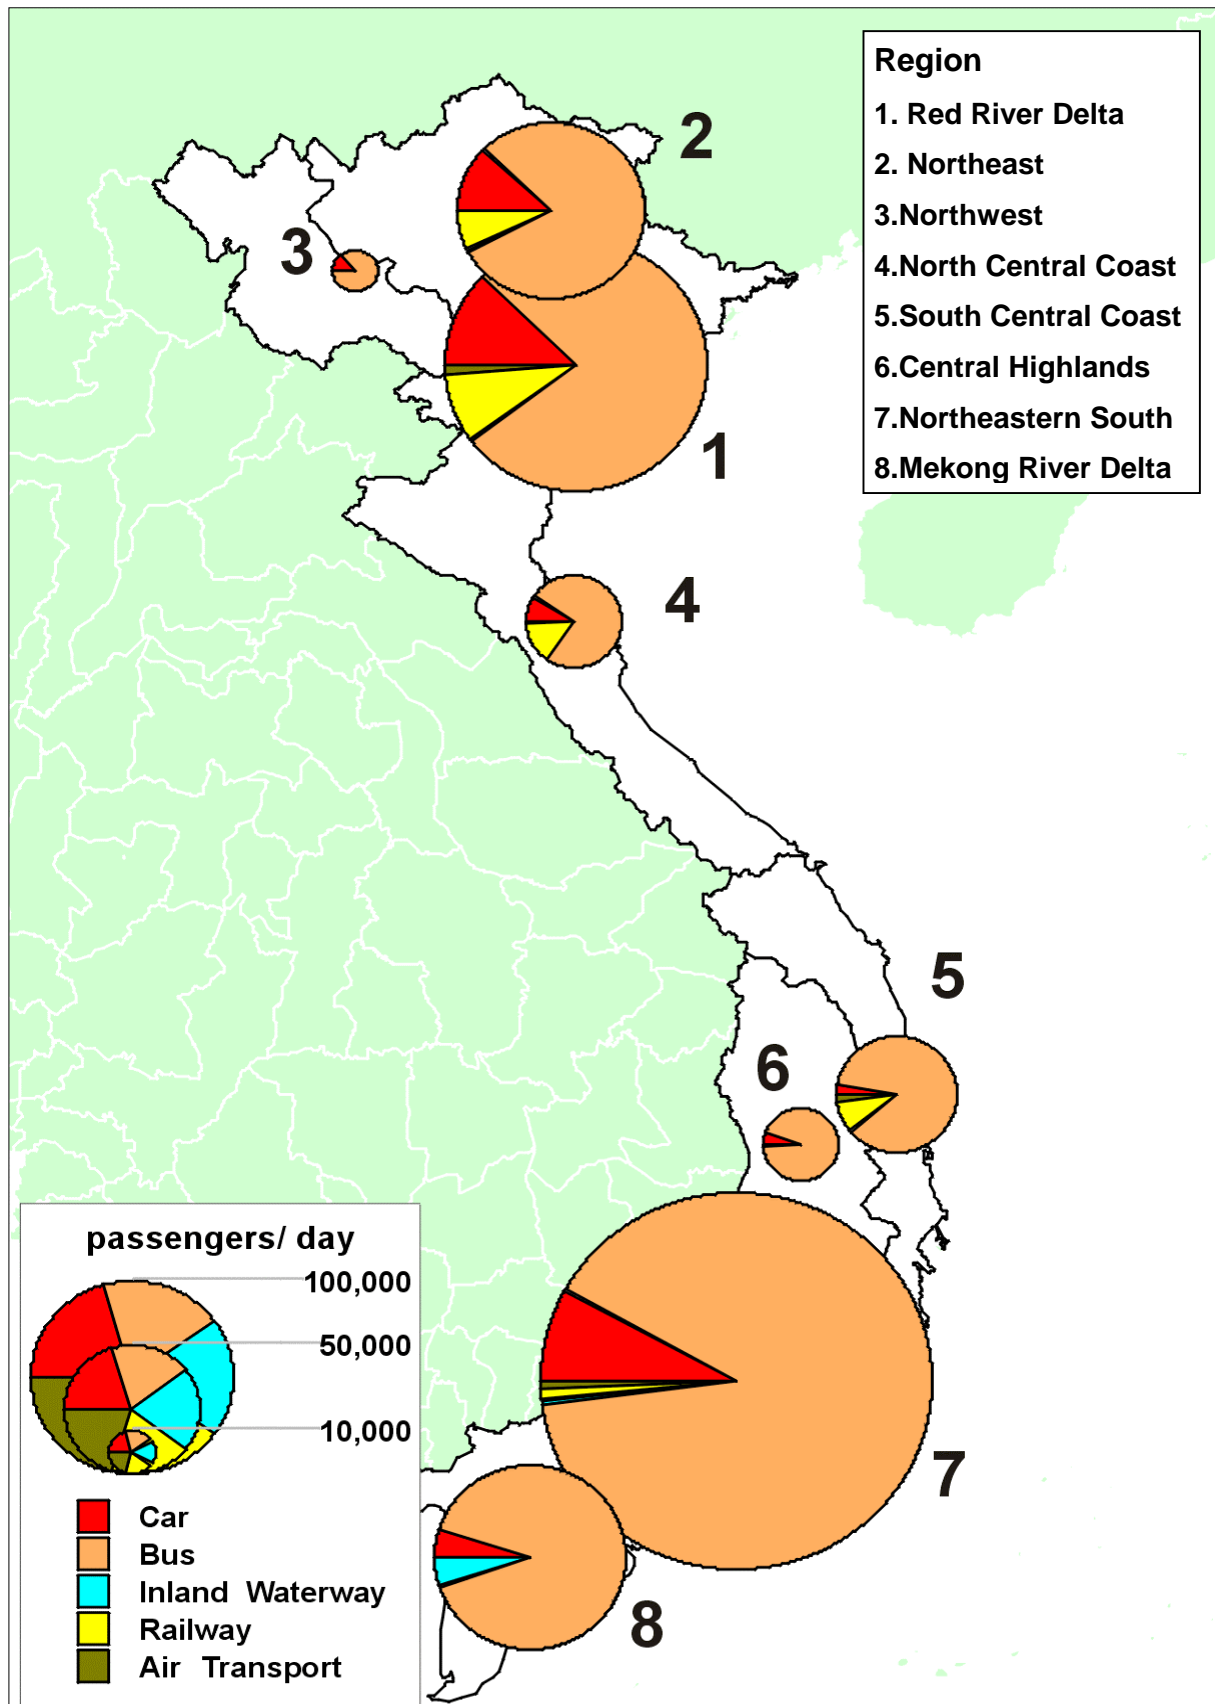 Region
1. Red River Delta
2. Northeast
3.Northwest
4.North Central Coast
5.South Central Coast
6.Central Highlands
7.Northeastern South
8.Mekong River Delta
2
3
1
4
5
6
7
8
passengers/ day
100,000
50,000
10,000
Car
Bus
Inland Waterway
Railway
Air Transport